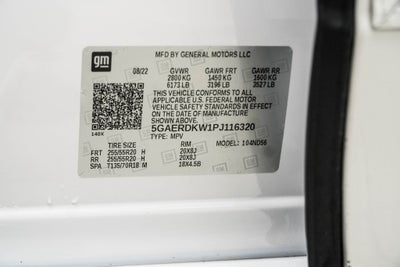 gm
MFD BY GENERAL MOTORS LLC
08/22 GVWR GAWR FRT GAWR RR
2800 KG 1450 KG 1600 KG
6173 LB 3196 LB 3527 LB
THIS VEHICLE CONFORMS TO ALL
APPLICABLE U.S. FEDERAL MOTOR
VEHICLE SAFETY STANDARDS IN EFFECT
ON THE DATE OF MANUFACTURE
SHOWN ABOVE.
5GAERDKW1PJ116320
140X TYPE: MPV
MODEL: 104ND56
TIRE SIZE RIM
FRT 255/55R20 H 20X8J
RR 255/55R20 H 20X8J
SPA T135/70R18 M 18X4.5B